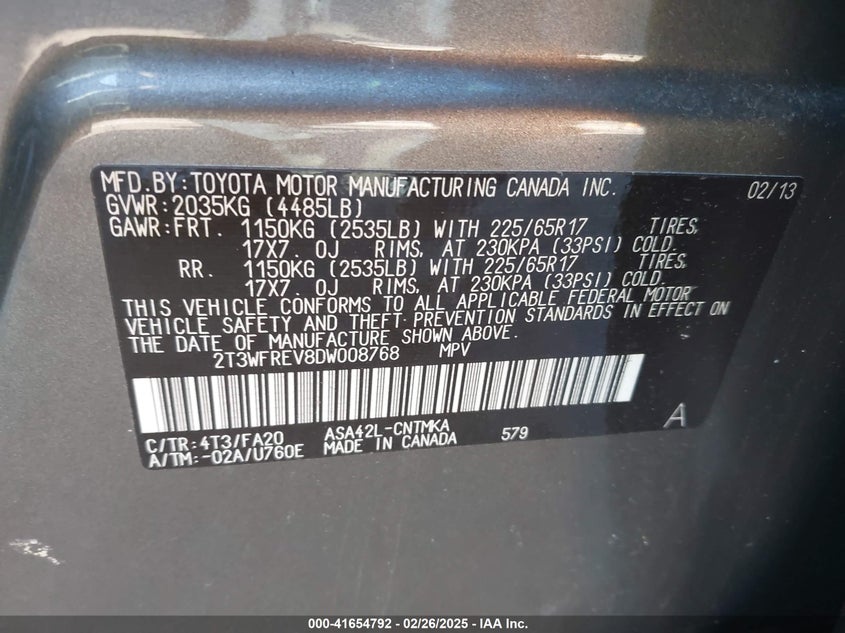 MFD.BY:TOYOTA MOTOR MANUFACTURING CANADA INC. 02/13
GVWR:2035KG (4485LB)
GAWR:FRT. 1150KG (2535LB) WITH 225/65R17 TIRES,
17X7.0J RIMS, AT 230KPA (33PSI) COLD.
RR. 1150KG (2535LB) WITH 225/65R17 TIRES,
17X7.0J RIMS, AT 230KPA (33PSI) COLD.
THIS VEHICLE CONFORMS TO ALL APPLICABLE FEDERAL MOTOR
VEHICLE SAFETY AND THEFT PREVENTION STANDARDS IN EFFECT ON
THE DATE OF MANUFACTURE SHOWN ABOVE.
2T3WFREV8DW008768 MPV
C/TR:4T3/FA20 ASA42L-CNTMKA 579 A
A/TM:-02A/U760E MADE IN CANADA
000-41654792 - 02/26/2025 - IAA Inc.